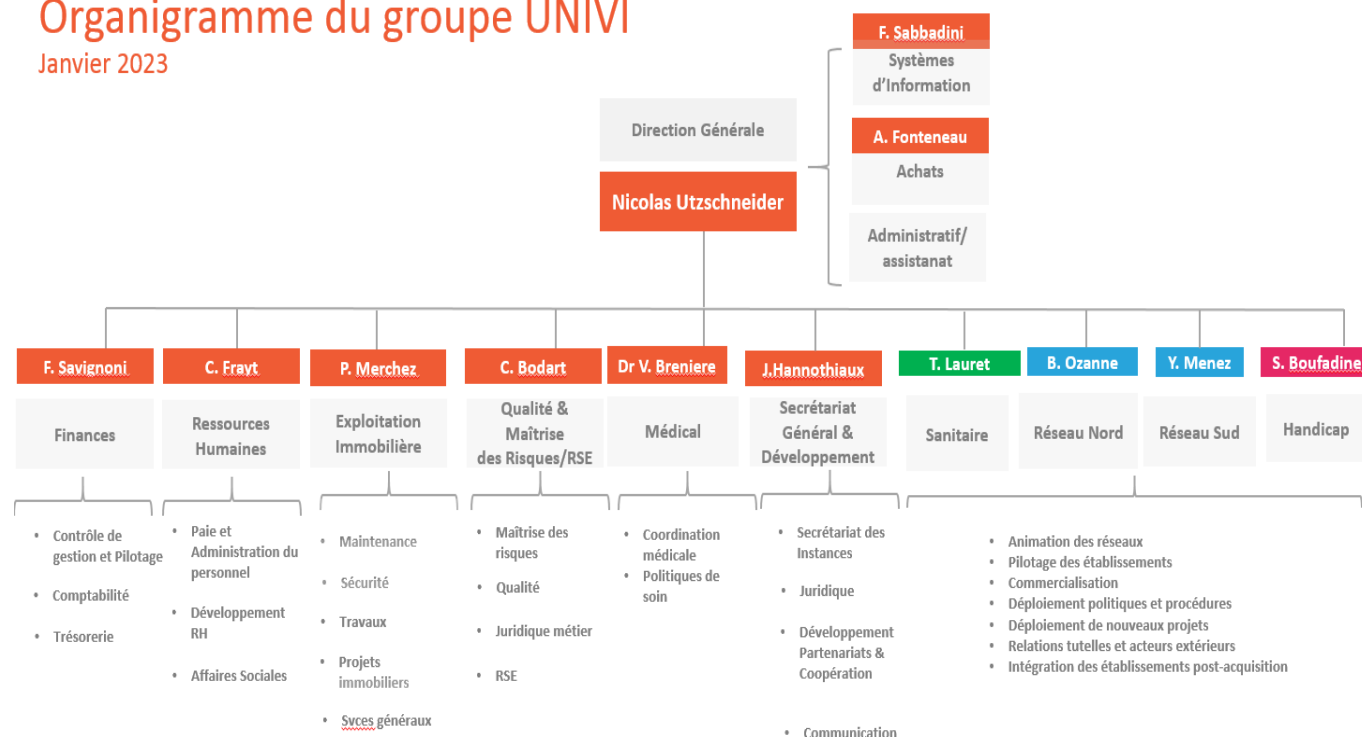 Organigramme du groupe UNIVI
Janvier 2023
F. Sabbadini
Systèmes
d’Information
A. Fonteneau
Achats
Administratif/
assistanat
Direction Générale
Nicolas Utzschneider
F. Savignoni
Finances
• Contrôle de
gestion et Pilotage
• Comptabilité
• Trésorerie
C. Frayt
Ressources
Humaines
• Paie et
Administration du
personnel
• Développement
RH
• Affaires Sociales
P. Merchez
Exploitation
Immobilière
• Maintenance
• Sécurité
• Travaux
• Projets
immobiliers
• Svces généraux
C. Bodart
Qualité &
Maîtrise
des Risques/RSE
• Maîtrise des
risques
• Qualité
• Juridique métier
• RSE
Dr V. Breniere
Médical
• Coordination
médicale
• Politiques de
soin
J.Hannothiaux
Secrétariat
Général &
Développement
• Secrétariat des
Instances
• Juridique
• Développement
Partenariats &
Coopération
• Communication
T. Lauret
Sanitaire
B. Ozanne
Réseau Nord
Y. Menez
Réseau Sud
S. Boufadine
Handicap
• Animation des réseaux
• Pilotage des établissements
• Commercialisation
• Déploiement politiques et procédures
• Déploiement de nouveaux projets
• Relations tutelles et acteurs extérieurs
• Intégration des établissements post-acquisition